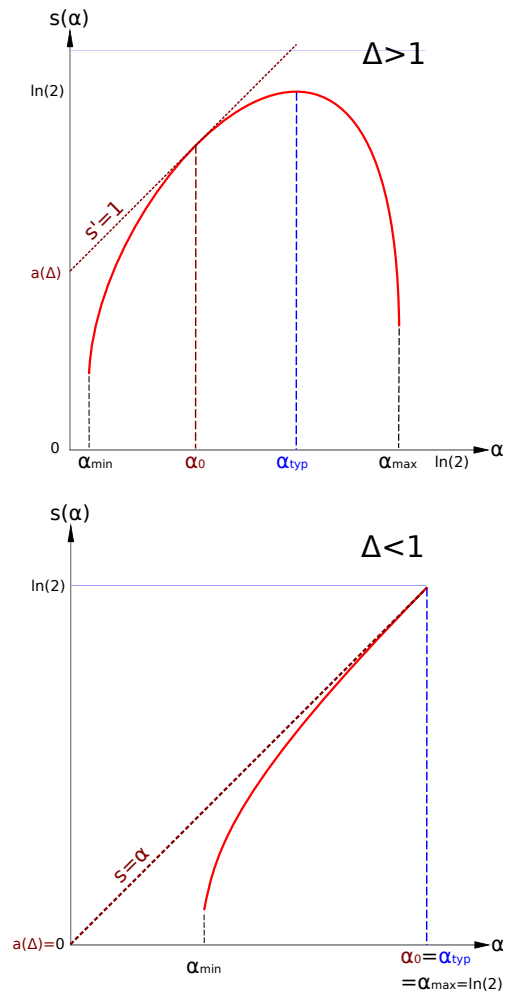 s(α)
Δ>1
ln(2)
s'=1
a(Δ)
0
αmin
α0
αtyp
αmax
ln(2)
α
s(α)
Δ<1
ln(2)
s=α
a(Δ)=0
αmin
α0=αtyp
=αmax=ln(2)
α